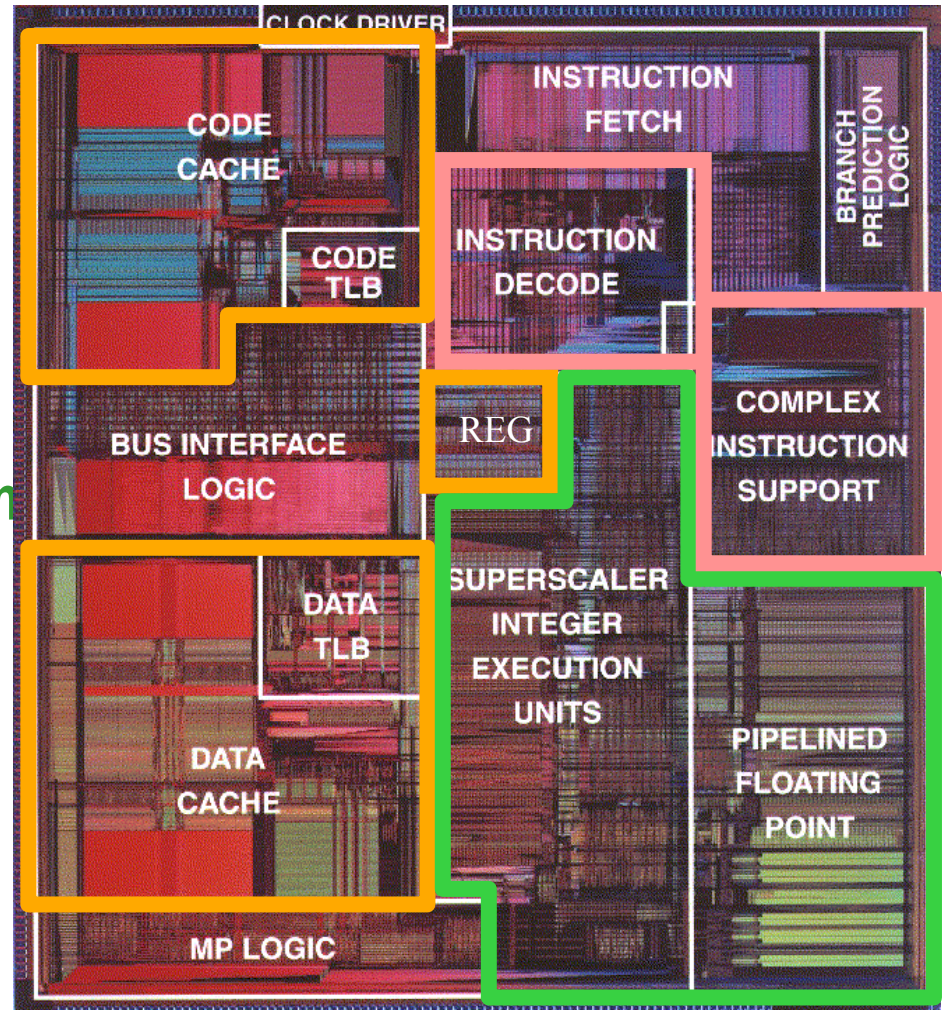 CLOCK DRIVER
CODE
CACHE
INSTRUCTION
FETCH
BRANCH
PREDICTION
LOGIC
CODE
TLB
INSTRUCTION
DECODE
COMPLEX
INSTRUCTION
SUPPORT
REG
BUS INTERFACE
LOGIC
DATA
TLB
SUPERSCALER
INTEGER
EXECUTION
UNITS
DATA
CACHE
PIPELINED
FLOATING
POINT
MP LOGIC